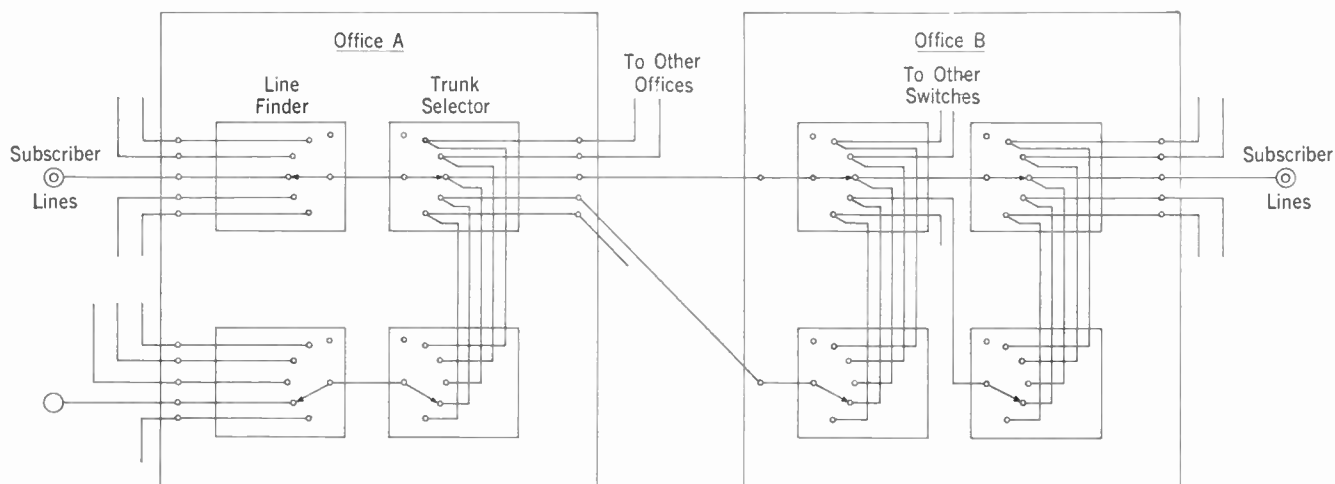 Office A
Office B
To Other
Offices
To Other
Switches
Line
Finder
Trunk
Selector
Subscriber
Lines
Subscriber
Lines